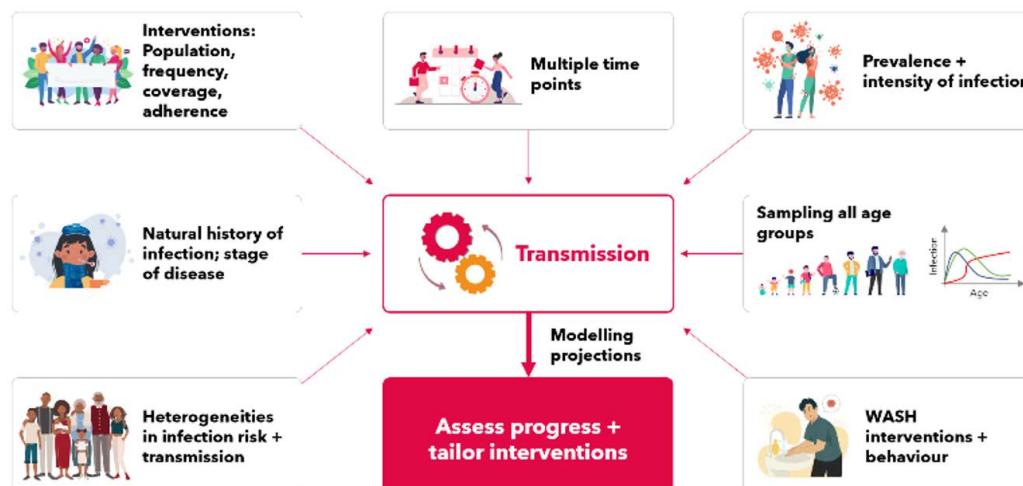 Interventions:
Population,
frequency,
coverage,
adherence
Multiple time
points
Prevalence +
intensity of infection
Natural history of
infection; stage
of disease
Transmission
Sampling all age
groups
Infection
Age
Modelling
projections
Heterogeneities
in infection risk +
transmission
Assess progress +
tailor interventions
WASH
interventions +
behaviour